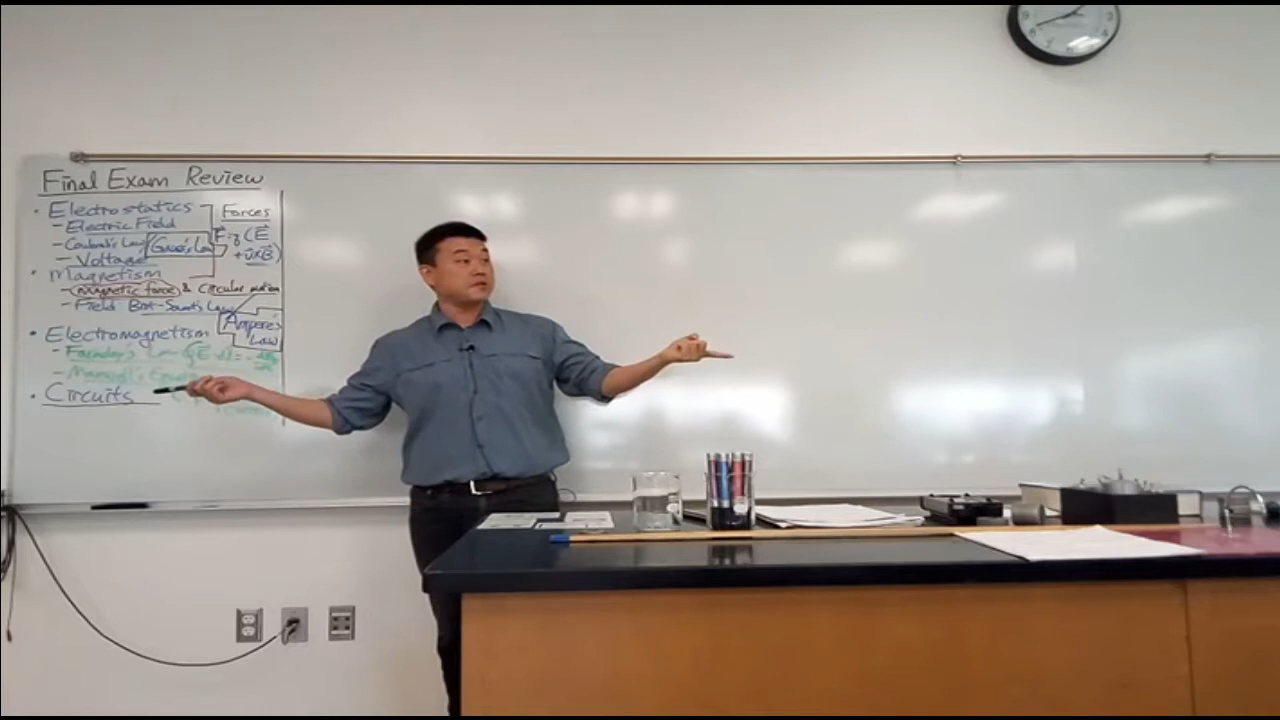 Final Exam Review
• Electrostatics
- Electric Field
- Coulomb's Law Gauss's Law
- Voltage
Forces
F = q(E
+ v×B)
• Magnetism
- magnetic force & Circular motion
- Field: Biot-Savart's Law
Ampere's
Law
• Electromagnetism
- Faraday's Law ∮E·dl = -
- Maxwell's
• Circuits